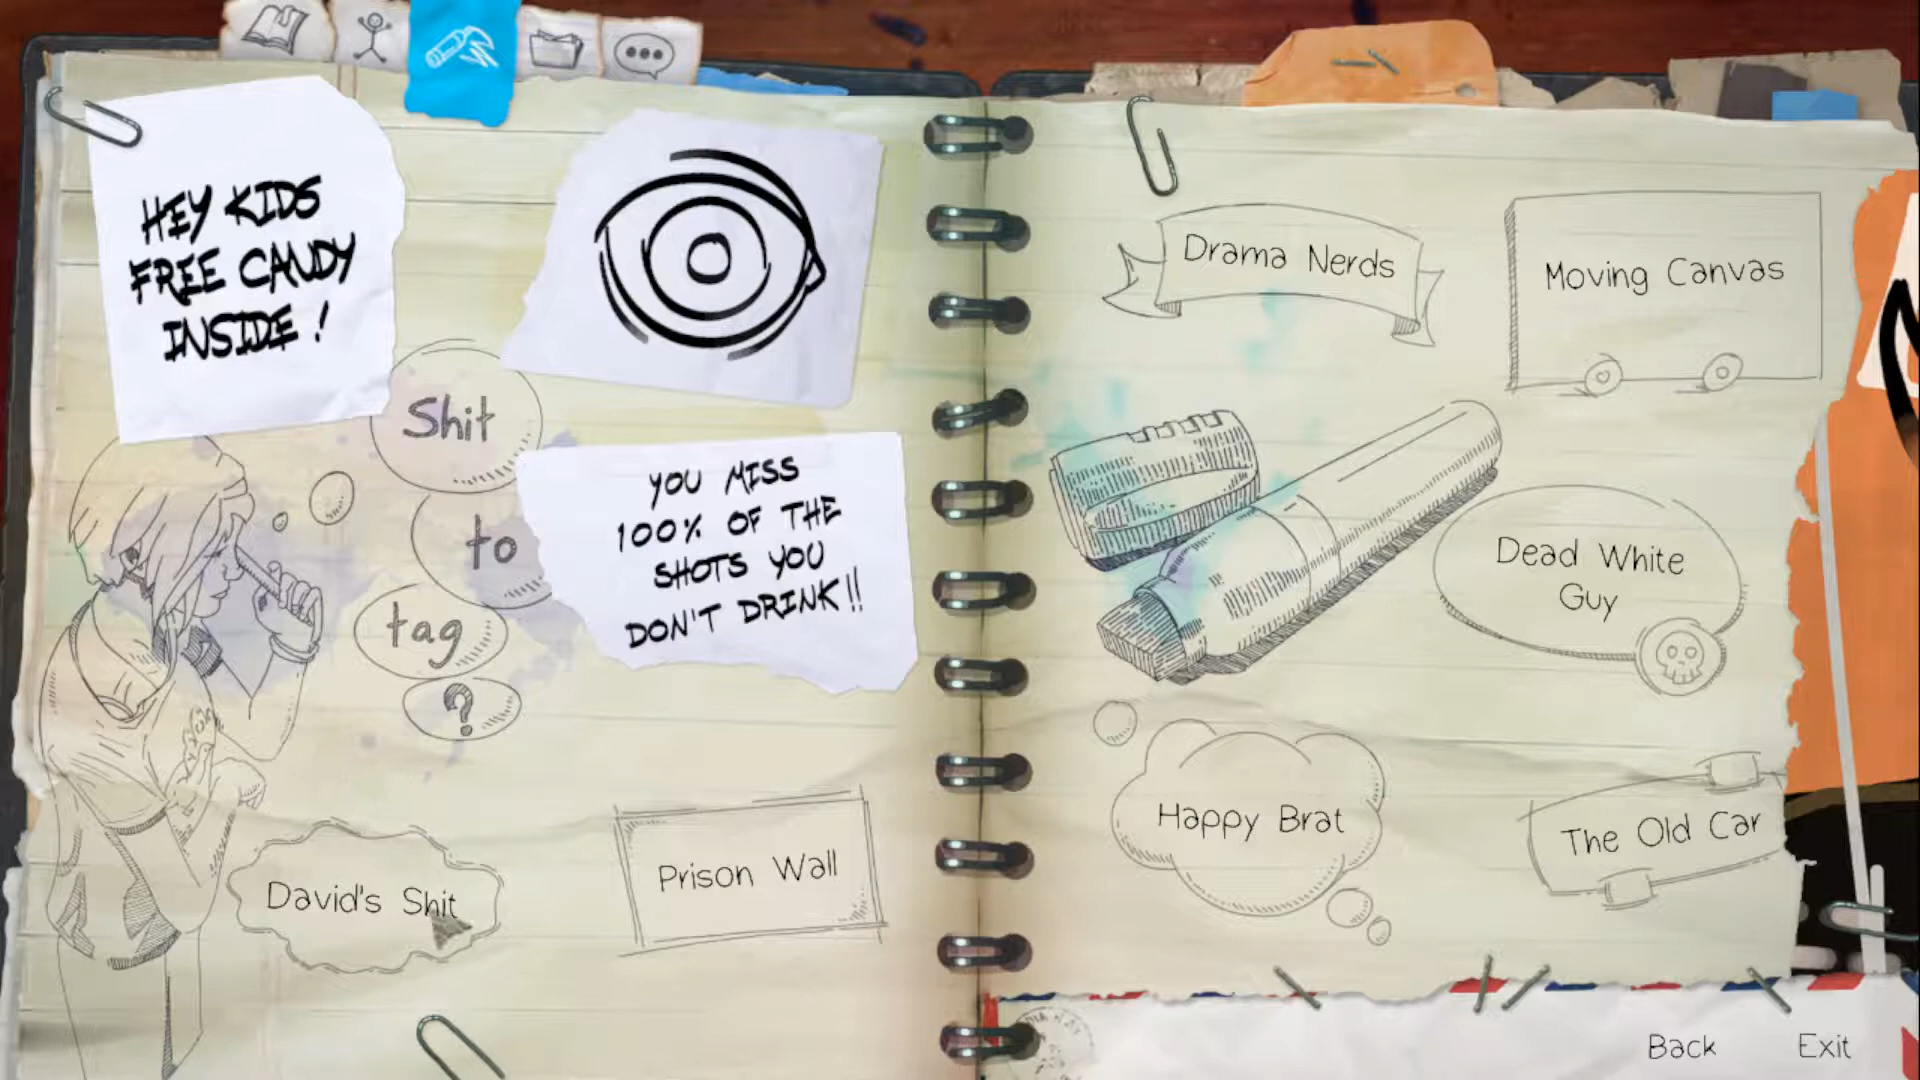 HEY KIDS
FREE CANDY
INSIDE!
Shit
to
tag
?
YOU MISS
100% OF THE
SHOTS YOU
DON'T DRINK!!
David's Shit
Prison Wall
Drama Nerds
Moving Canvas
Dead White
Guy
Happy Brat
The Old Car
Back
Exit